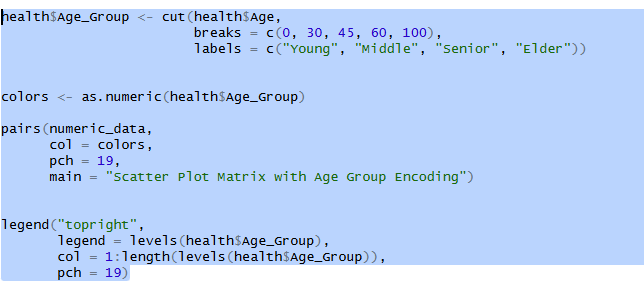 health$Age_Group <- cut(health$Age,
                        breaks = c(0, 30, 45, 60, 100),
                        labels = c("Young", "Middle", "Senior", "Elder"))
colors <- as.numeric(health$Age_Group)
pairs(numeric_data,
      col = colors,
      pch = 19,
      main = "Scatter Plot Matrix with Age Group Encoding")
legend("topright",
       legend = levels(health$Age_Group),
       col = 1:length(levels(health$Age_Group)),
       pch = 19)